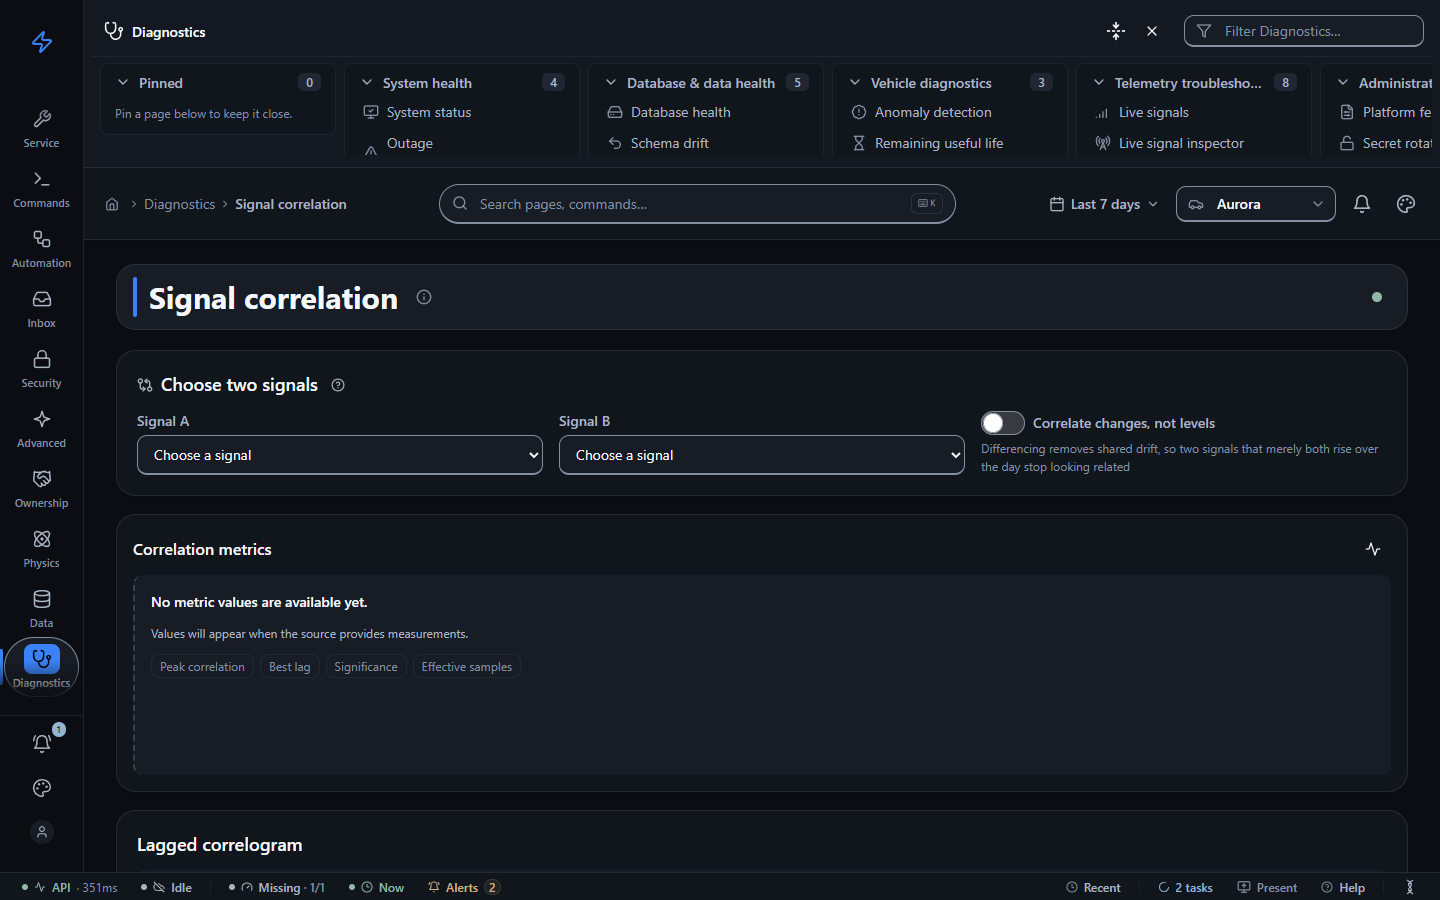 Diagnostics
Filter Diagnostics...
Pinned 0
Pin a page below to keep it close.
System health 4
System status
Outage
Database & data health 5
Database health
Schema drift
Vehicle diagnostics 3
Anomaly detection
Remaining useful life
Telemetry troublesho... 8
Live signals
Live signal inspector
Administrat
Platform fe
Secret rotat
Diagnostics
Signal correlation
Search pages, commands...
K
Last 7 days
Aurora
Service
Commands
Automation
Inbox
Security
Advanced
Ownership
Physics
Data
Diagnostics
1
Signal correlation
Choose two signals
Signal A
Choose a signal
Signal B
Choose a signal
Correlate changes, not levels
Differencing removes shared drift, so two signals that merely both rise over
the day stop looking related
Correlation metrics
No metric values are available yet.
Values will appear when the source provides measurements.
Peak correlation
Best lag
Significance
Effective samples
Lagged correlogram
API · 351ms
Idle
Missing · 1/1
Now
Alerts 2
Recent
2 tasks
Present
Help